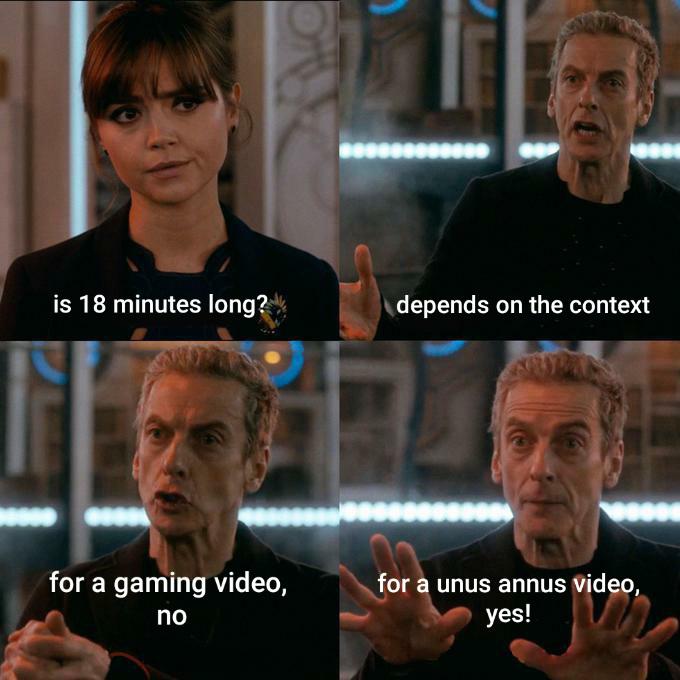 is 18 minutes long?
depends on the context
for a gaming video,
no
for a unus annus video,
yes!